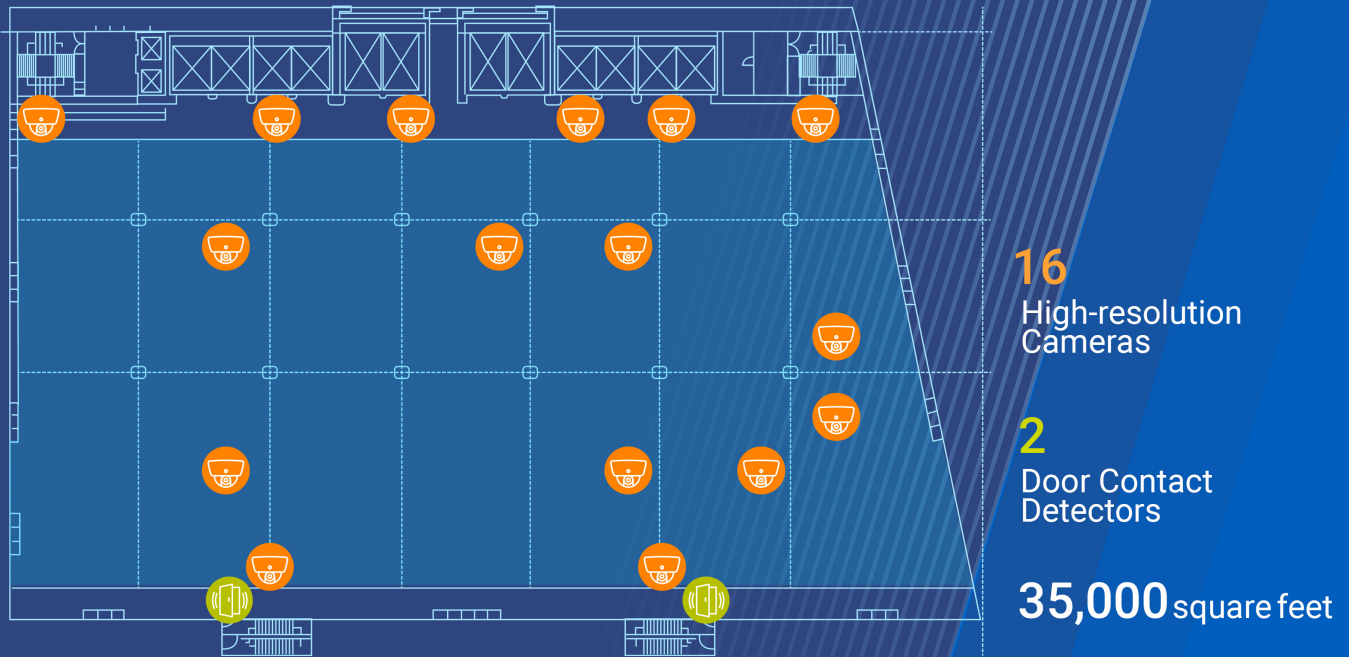 16
High-resolution
Cameras
2
Door Contact
Detectors
35,000 square feet